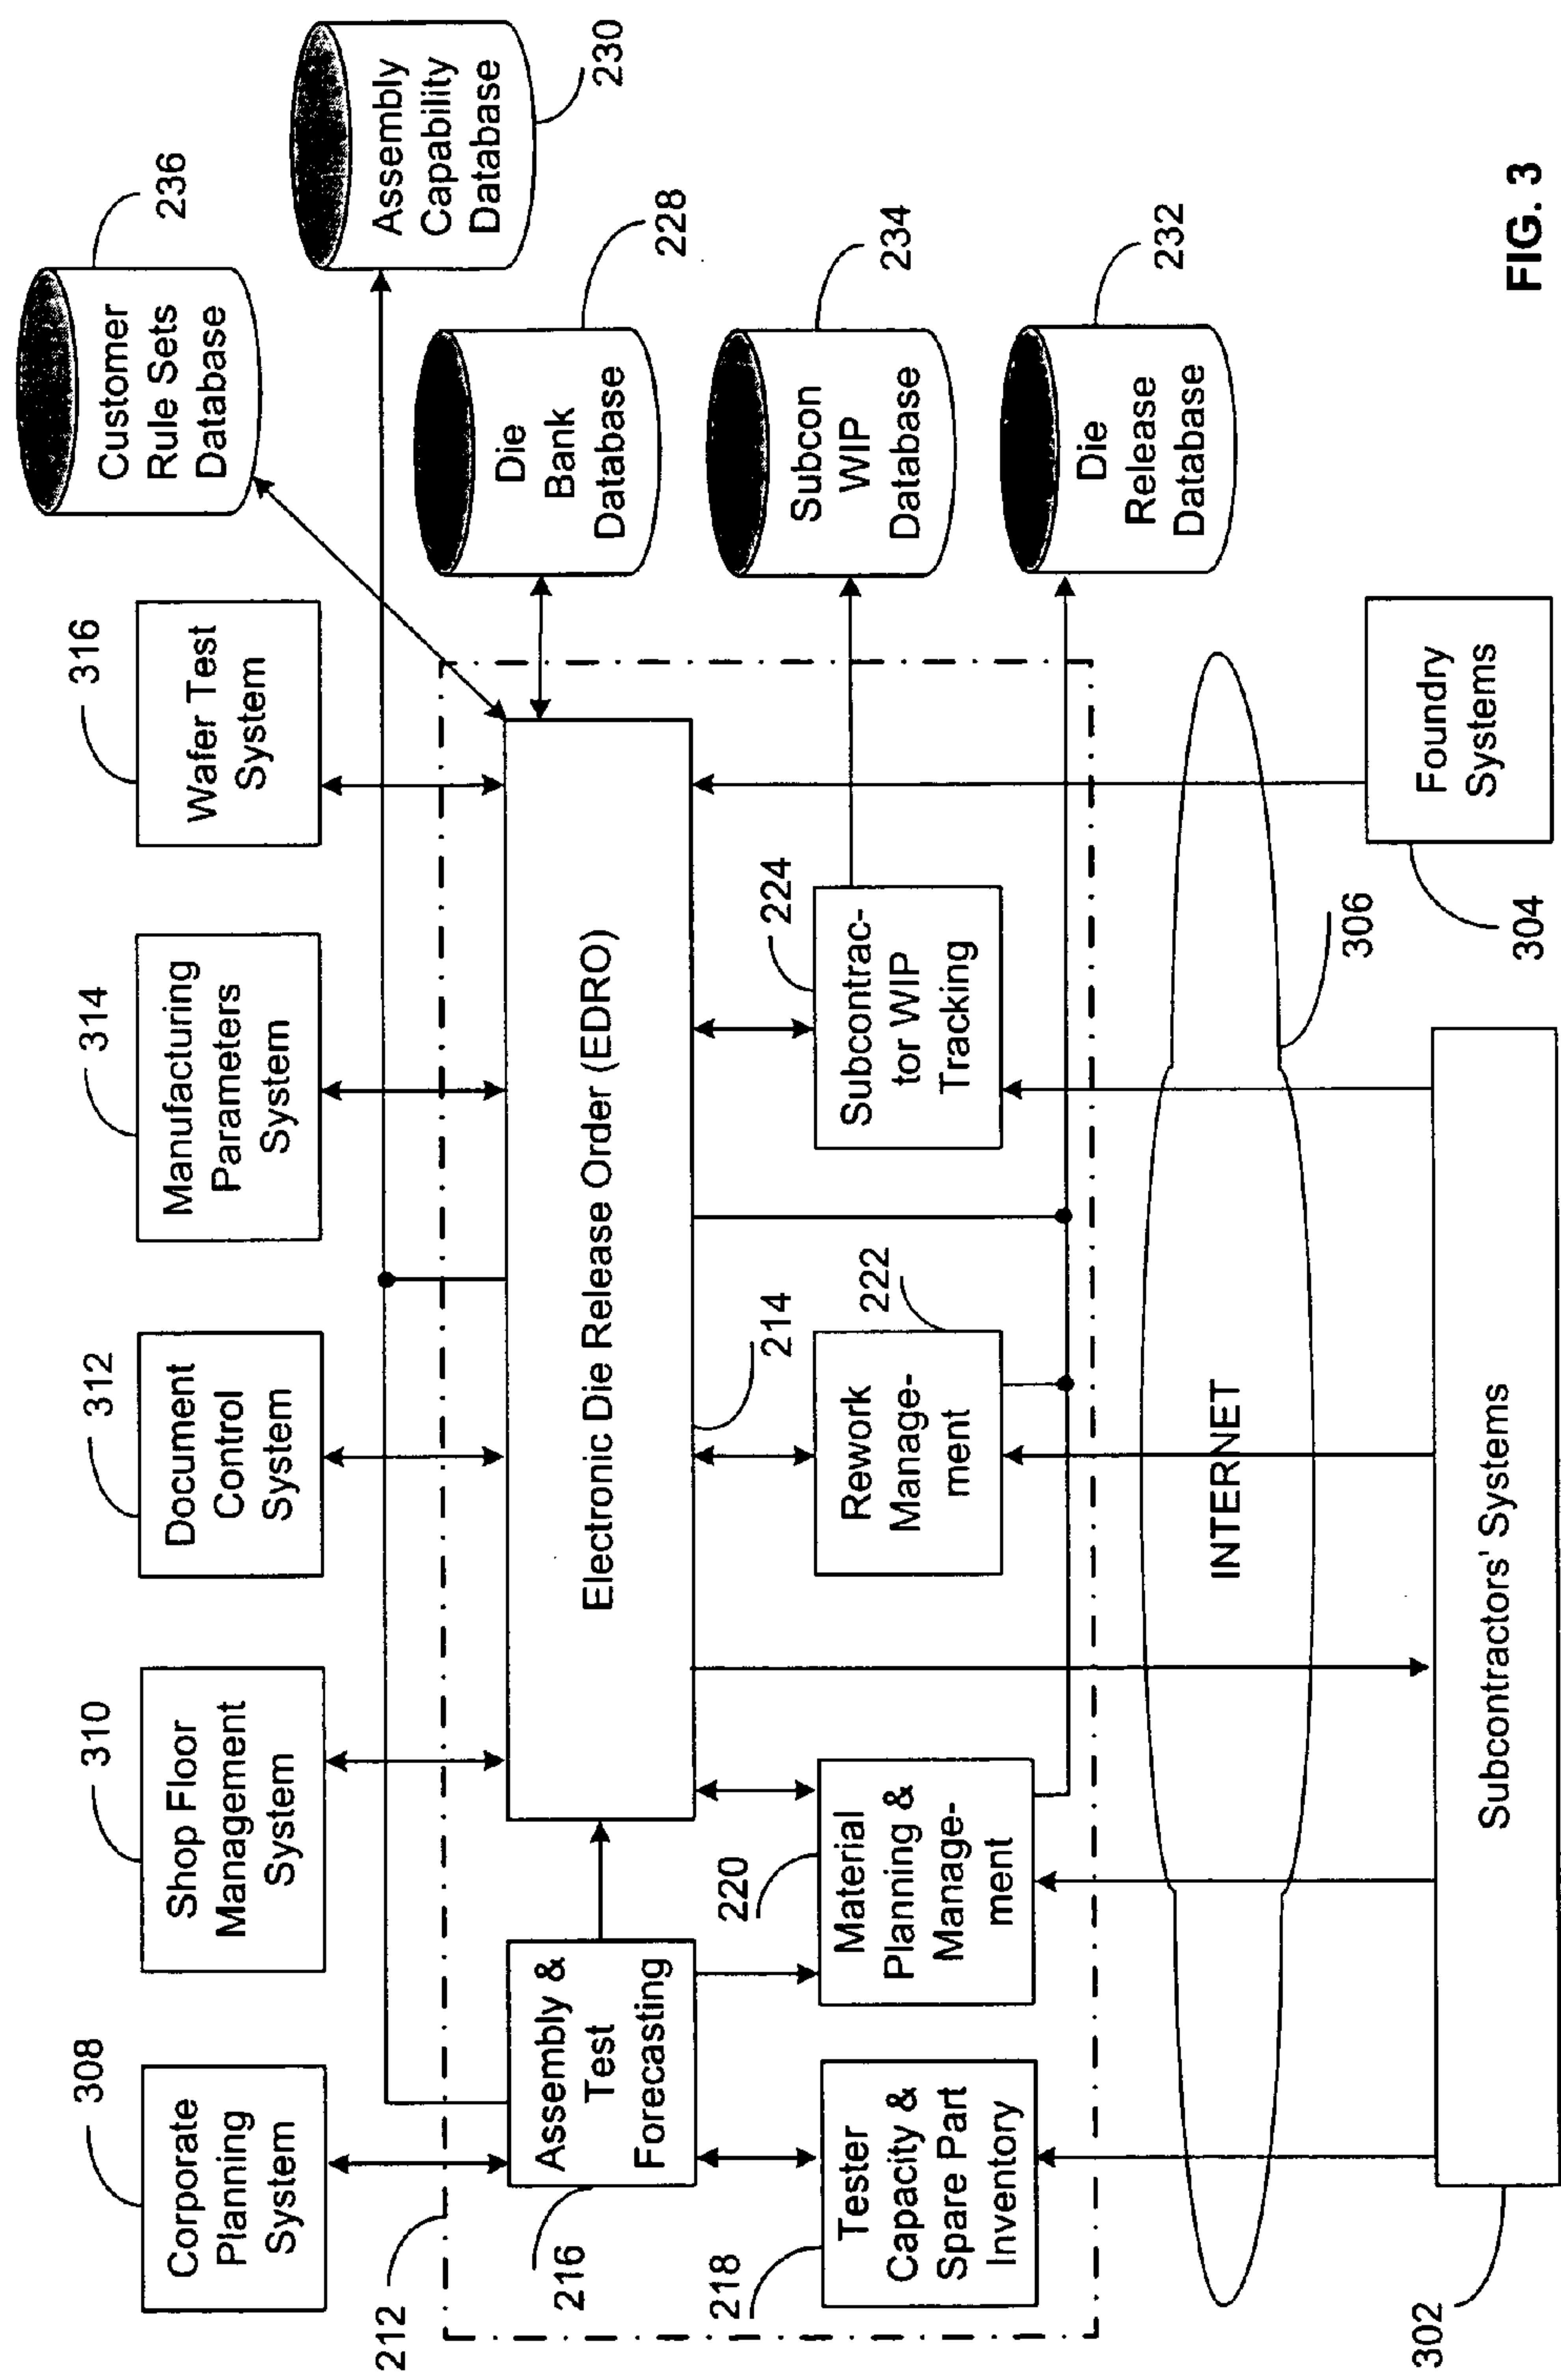 308
Corporate
Planning
System
310
Shop Floor
Management
System
312
Document
Control
System
314
Manufacturing
Parameters
System
316
Wafer Test
System
236
Customer
Rule Sets
Database
Assembly
Capability
Database
230
212
Assembly &
Test
Forecasting
216
Electronic Die Release Order (EDRO)
214
Die
Bank
Database
228
218
Tester
Capacity &
Spare Part
Inventory
220
Material
Planning &
Manage-
ment
222
Rework
Manage-
ment
224
Subcontrac-
tor WIP
Tracking
Subcon
WIP
Database
234
Die
Release
Database
232
INTERNET
306
302
Subcontractors' Systems
Foundry
Systems
304
FIG. 3